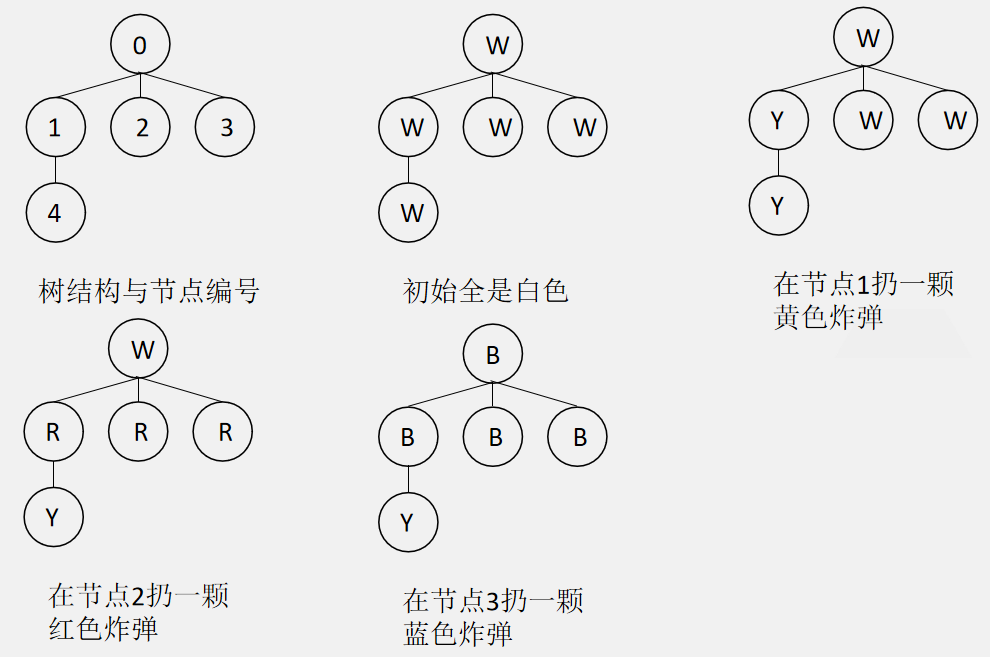 0
1 2 3
4
树结构与节点编号
W
W W W
W
初始全是白色
W
Y W W
Y
在节点1扔一颗
黄色炸弹
W
R R R
Y
在节点2扔一颗
红色炸弹
B
B B B
Y
在节点3扔一颗
蓝色炸弹